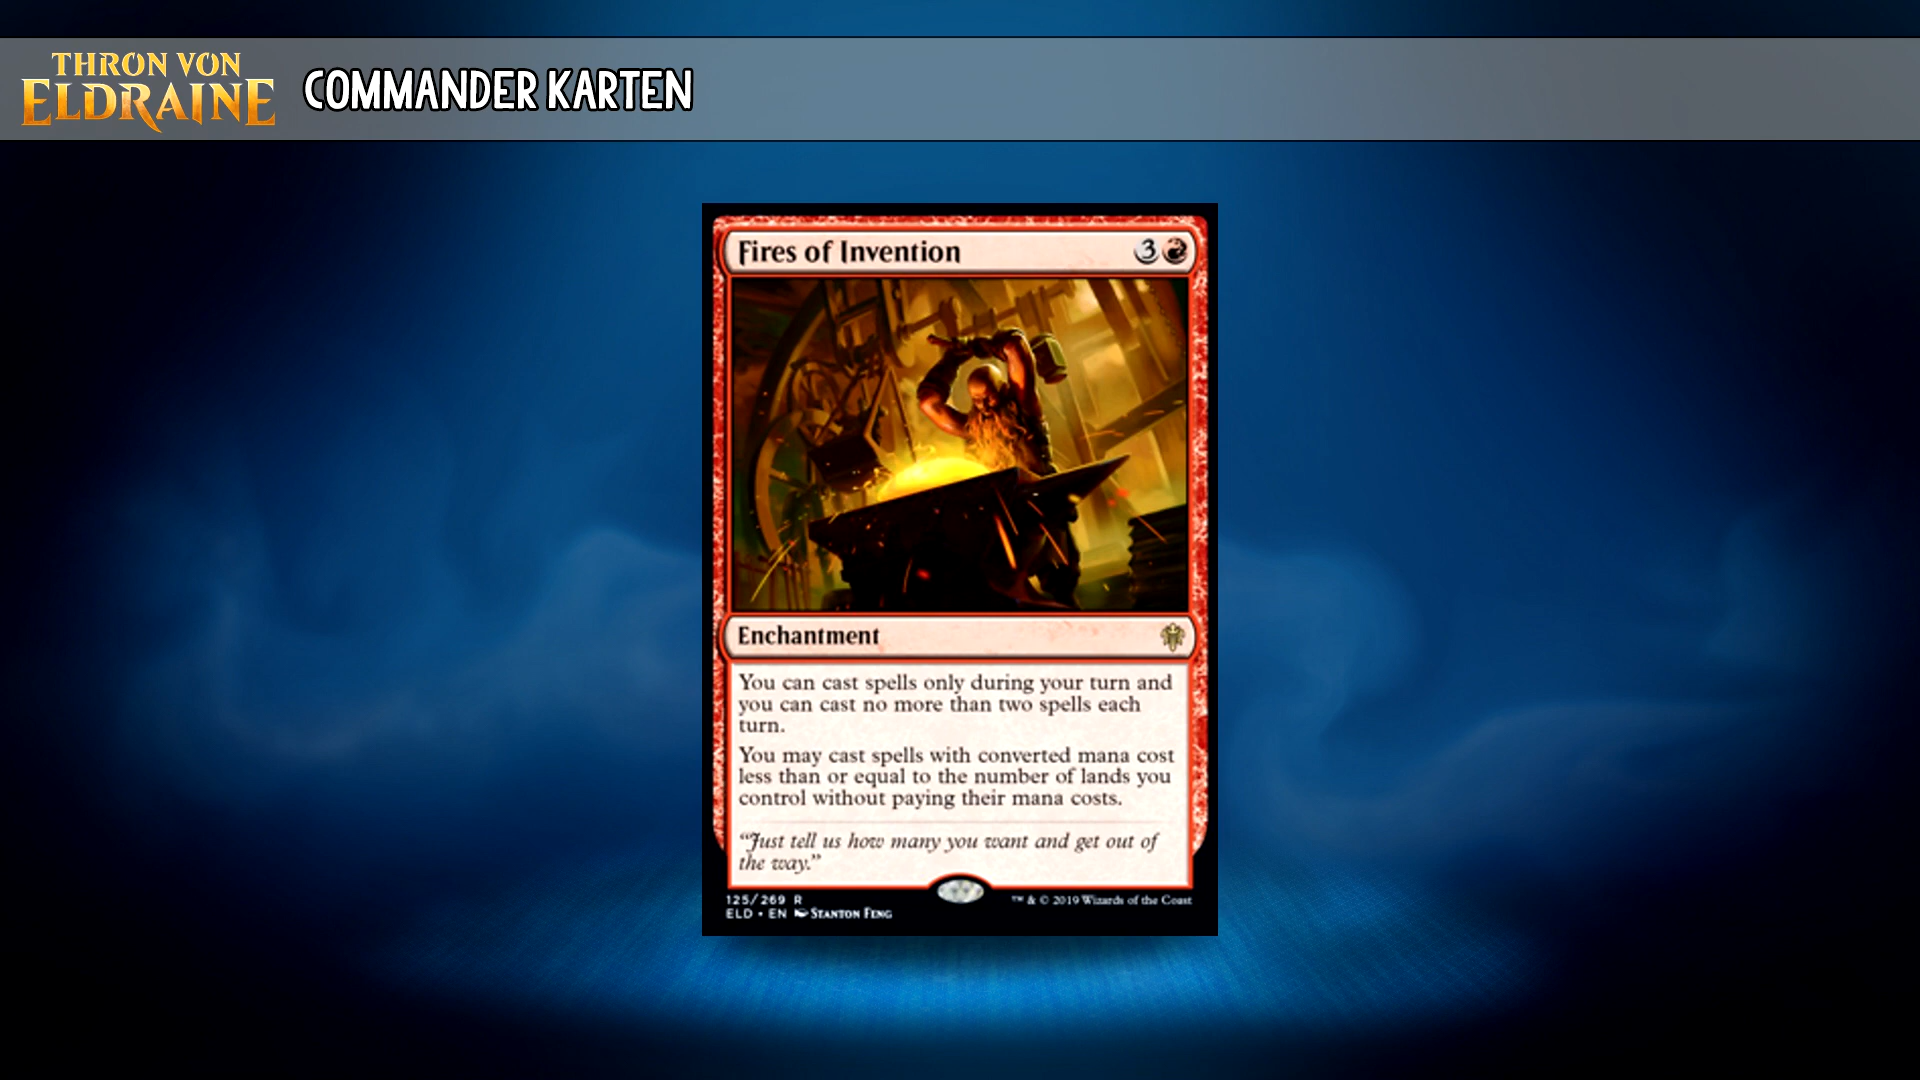 THRON VON
ELDRAINE
COMMANDER KARTEN
Fires of Invention
3
Enchantment
You can cast spells only during your turn and
you can cast no more than two spells each
turn.
You may cast spells with converted mana cost
less than or equal to the number of lands you
control without paying their mana costs.
"Just tell us how many you want and get out of
the way."
125/269 R
ELD • EN Stanton Feng
™ & © 2019 Wizards of the Coast